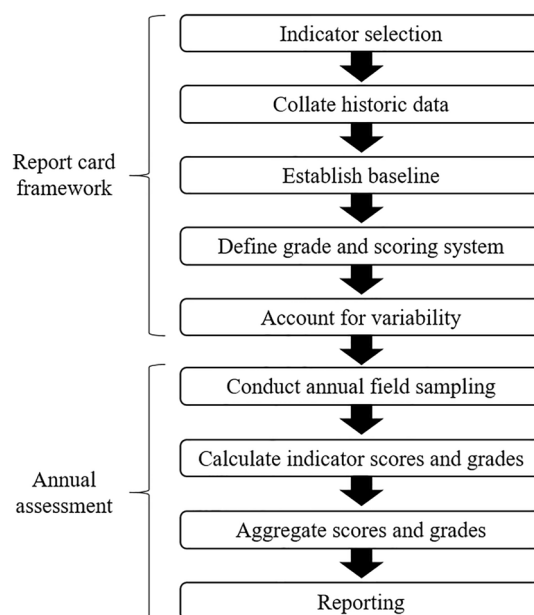 Indicator selection
Collate historic data
Report card
framework
Establish baseline
Define grade and scoring system
Account for variability
Conduct annual field sampling
Calculate indicator scores and grades
Annual
assessment
Aggregate scores and grades
Reporting